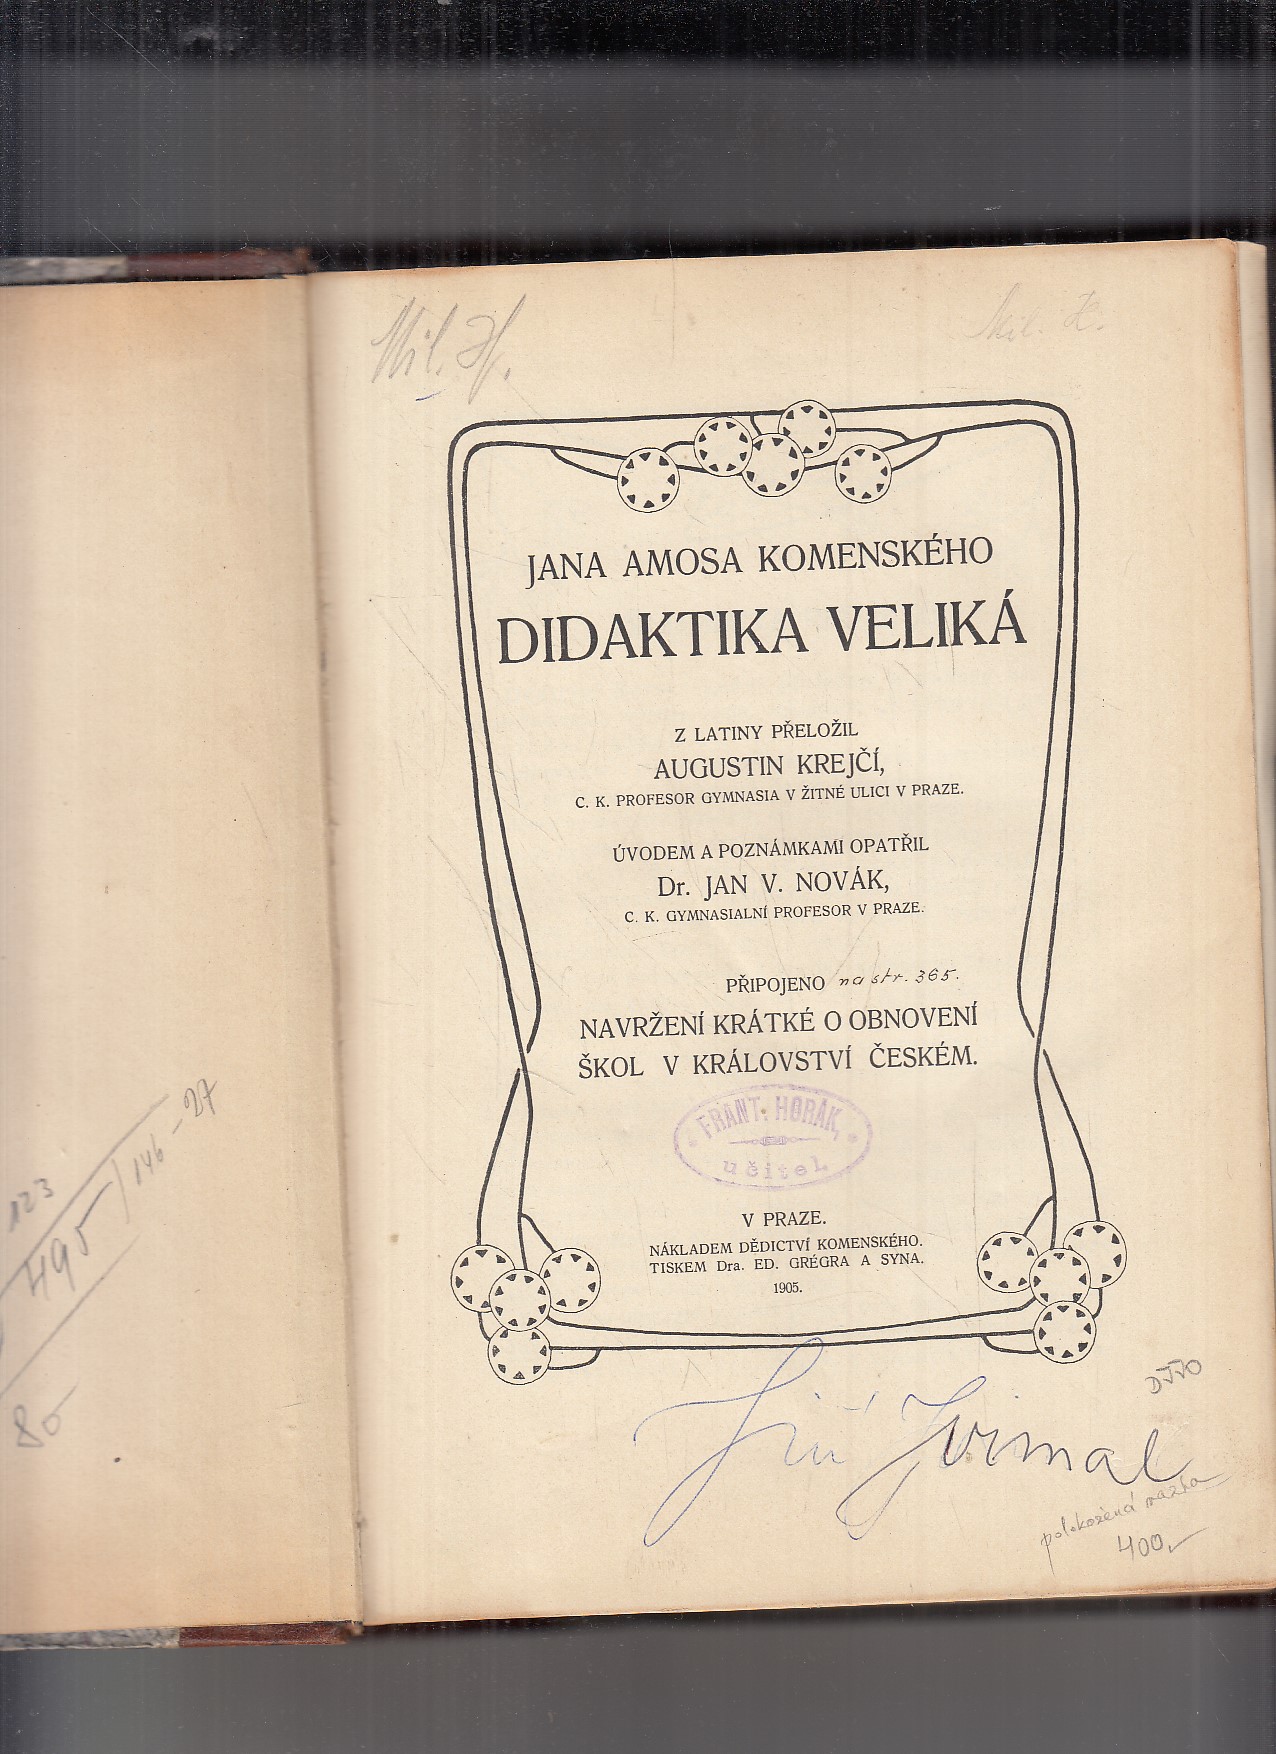 Mil. H.
Mil. H.
JANA AMOSA KOMENSKÉHO
DIDAKTIKA VELIKÁ
Z LATINY PŘELOŽIL
AUGUSTIN KREJČÍ,
C. K. PROFESOR GYMNASIA V ŽITNÉ ULICI V PRAZE.
ÚVODEM A POZNÁMKAMI OPATŘIL
Dr. JAN V. NOVÁK,
C. K. GYMNASIALNÍ PROFESOR V PRAZE.
PŘIPOJENO na str. 365.
NAVRŽENÍ KRÁTKÉ O OBNOVENÍ
ŠKOL V KRÁLOVSTVÍ ČESKÉM.
FRANT. HORÁK,
učitel
V PRAZE.
NÁKLADEM DĚDICTVÍ KOMENSKÉHO.
TISKEM Dra. ED. GRÉGRA A SYNA.
1905.
Jiří
polokožená vazba
400,-
123
495/146-27
80